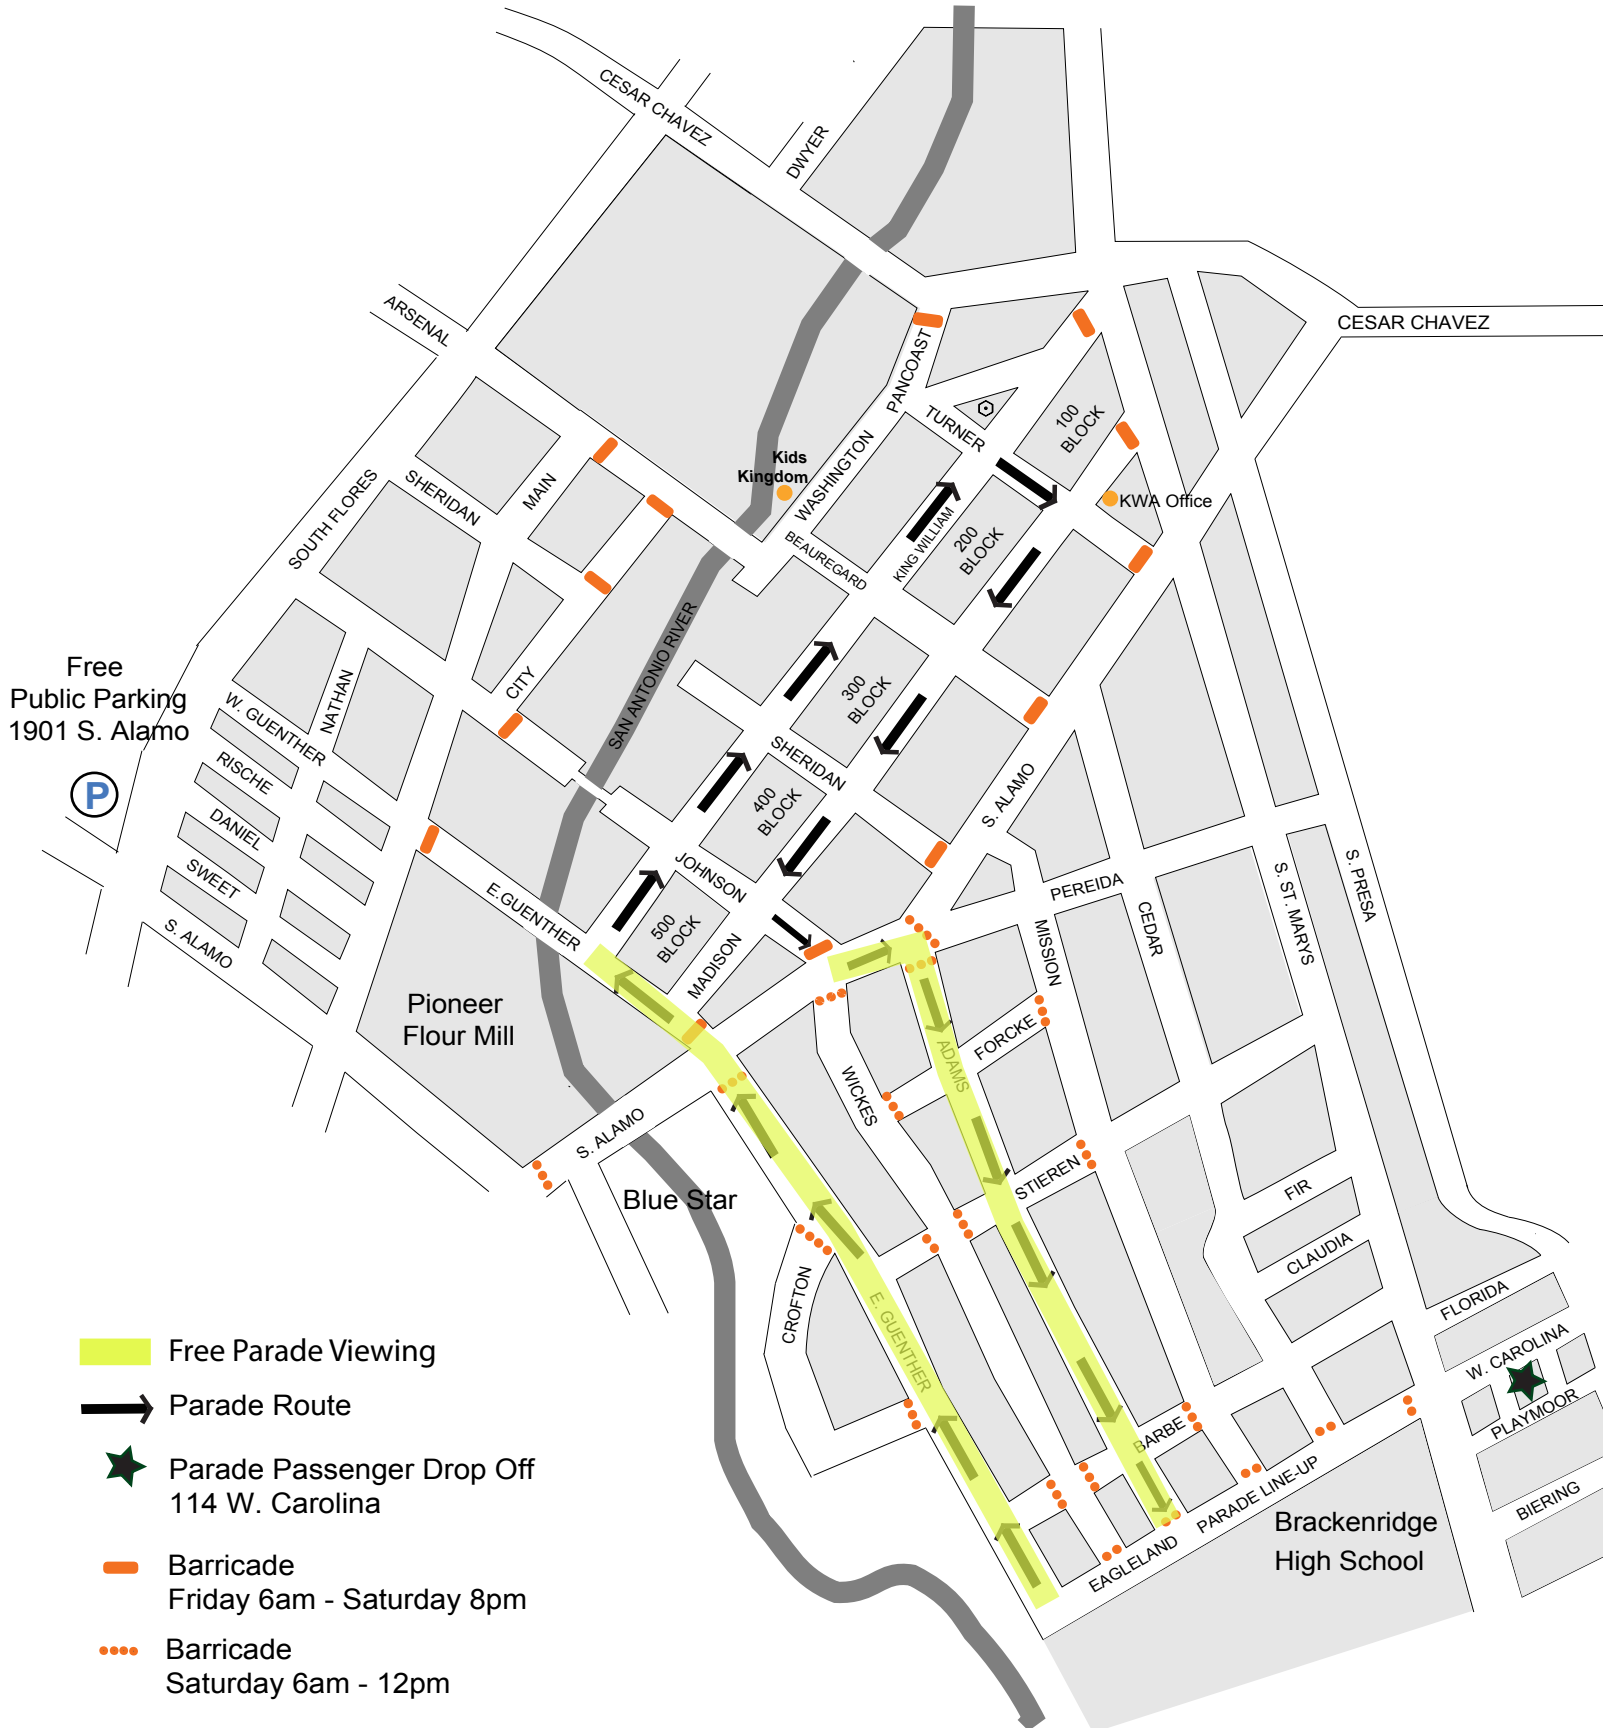 CESAR CHAVEZ
DWYER
ARSENAL
CESAR CHAVEZ
PANCOAST
TURNER
100
BLOCK
Kids
Kingdom
WASHINGTON
KWA Office
SHERIDAN
MAIN
SOUTH FLORES
BEAUREGARD
KING WILLIAM
200
BLOCK
SAN ANTONIO RIVER
Free
Public Parking
1901 S. Alamo
P
NATHAN
CITY
W. GUENTHER
300
BLOCK
SHERIDAN
RISCHE
DANIEL
SWEET
S. ALAMO
400
BLOCK
S. ALAMO
JOHNSON
PEREIDA
CEDAR
S. ST. MARYS
S. PRESA
E.GUENTHER
500
BLOCK
MADISON
MISSION
Pioneer
Flour Mill
FORCKE
ADAMS
WICKES
S. ALAMO
STIEREN
Blue Star
FIR
CLAUDIA
CROFTON
E. GUENTHER
FLORIDA
W. CAROLINA
PLAYMOOR
BARBE
PARADE LINE-UP
EAGLELAND
BIERING
Brackenridge
High School
Free Parade Viewing
Parade Route
Parade Passenger Drop Off
114 W. Carolina
Barricade
Friday 6am - Saturday 8pm
Barricade
Saturday 6am - 12pm